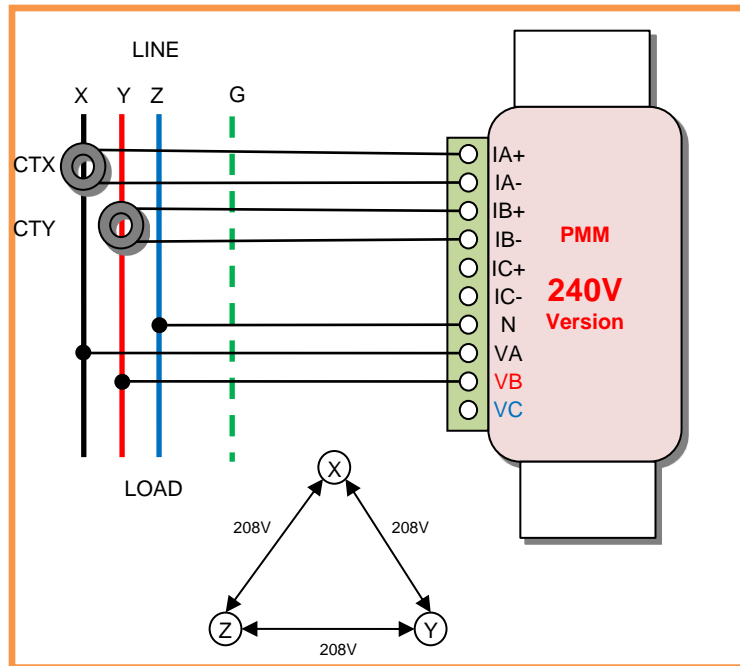 LINE
X Y Z G
CTX
CTY
IA+
IA-
IB+
IB-
IC+
IC-
N
VA
VB
VC
PMM
240V
Version
LOAD
X
208V 208V
Z Y
208V